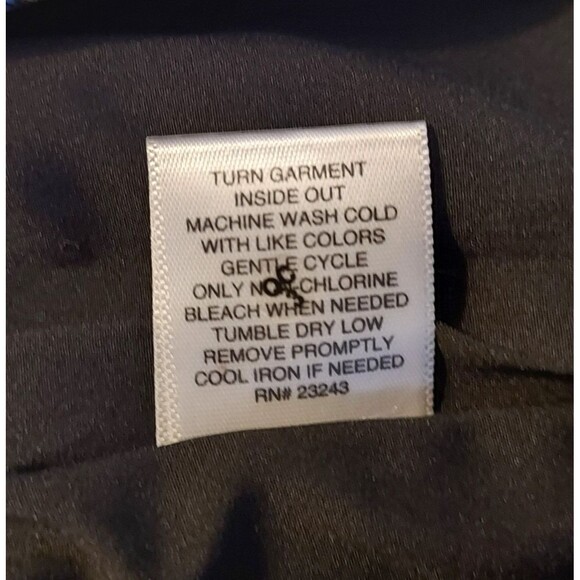 TURN GARMENT
INSIDE OUT
MACHINE WASH COLD
WITH LIKE COLORS
GENTLE CYCLE
ONLY NON-CHLORINE
BLEACH WHEN NEEDED
TUMBLE DRY LOW
REMOVE PROMPTLY
COOL IRON IF NEEDED
RN# 23243